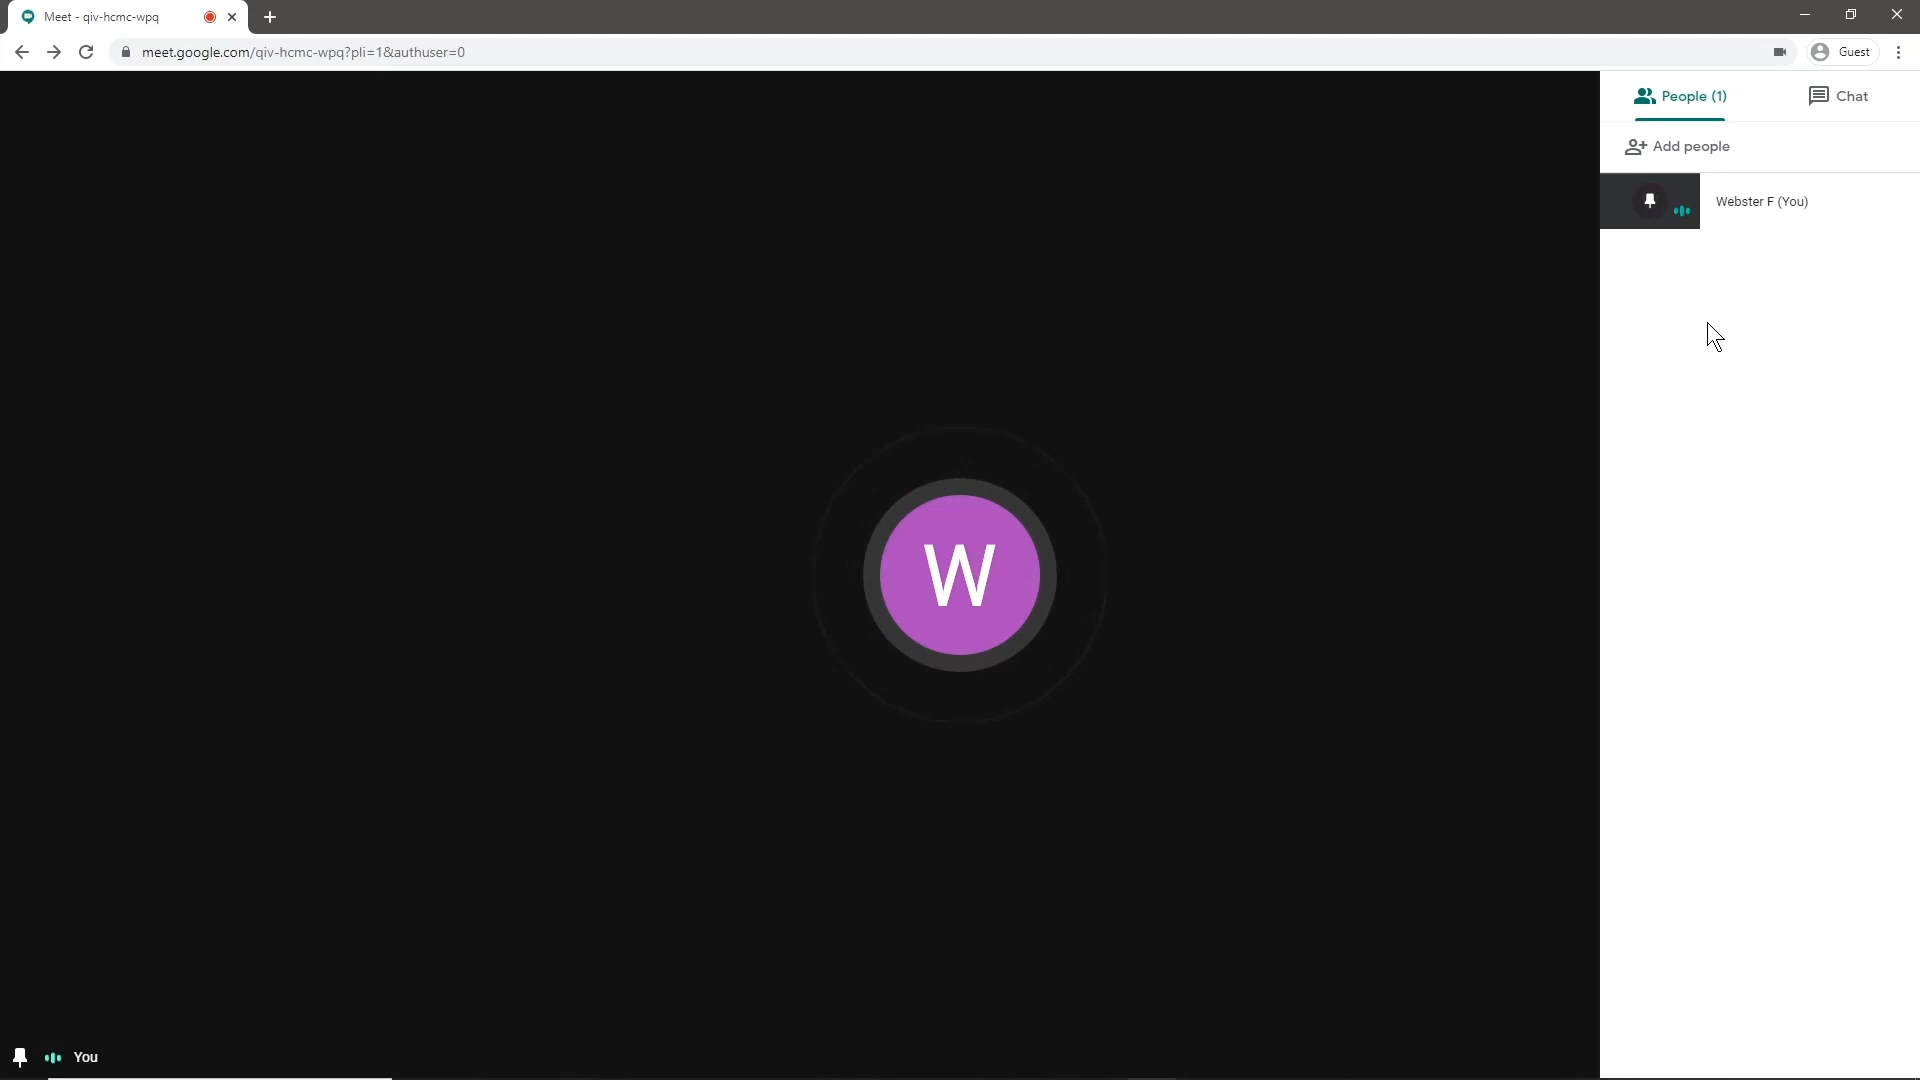 Meet - qiv-hcmc-wpq
meet.google.com/qiv-hcmc-wpq?pli=1&authuser=0
Guest
People (1)
Chat
Add people
Webster F (You)
W
You